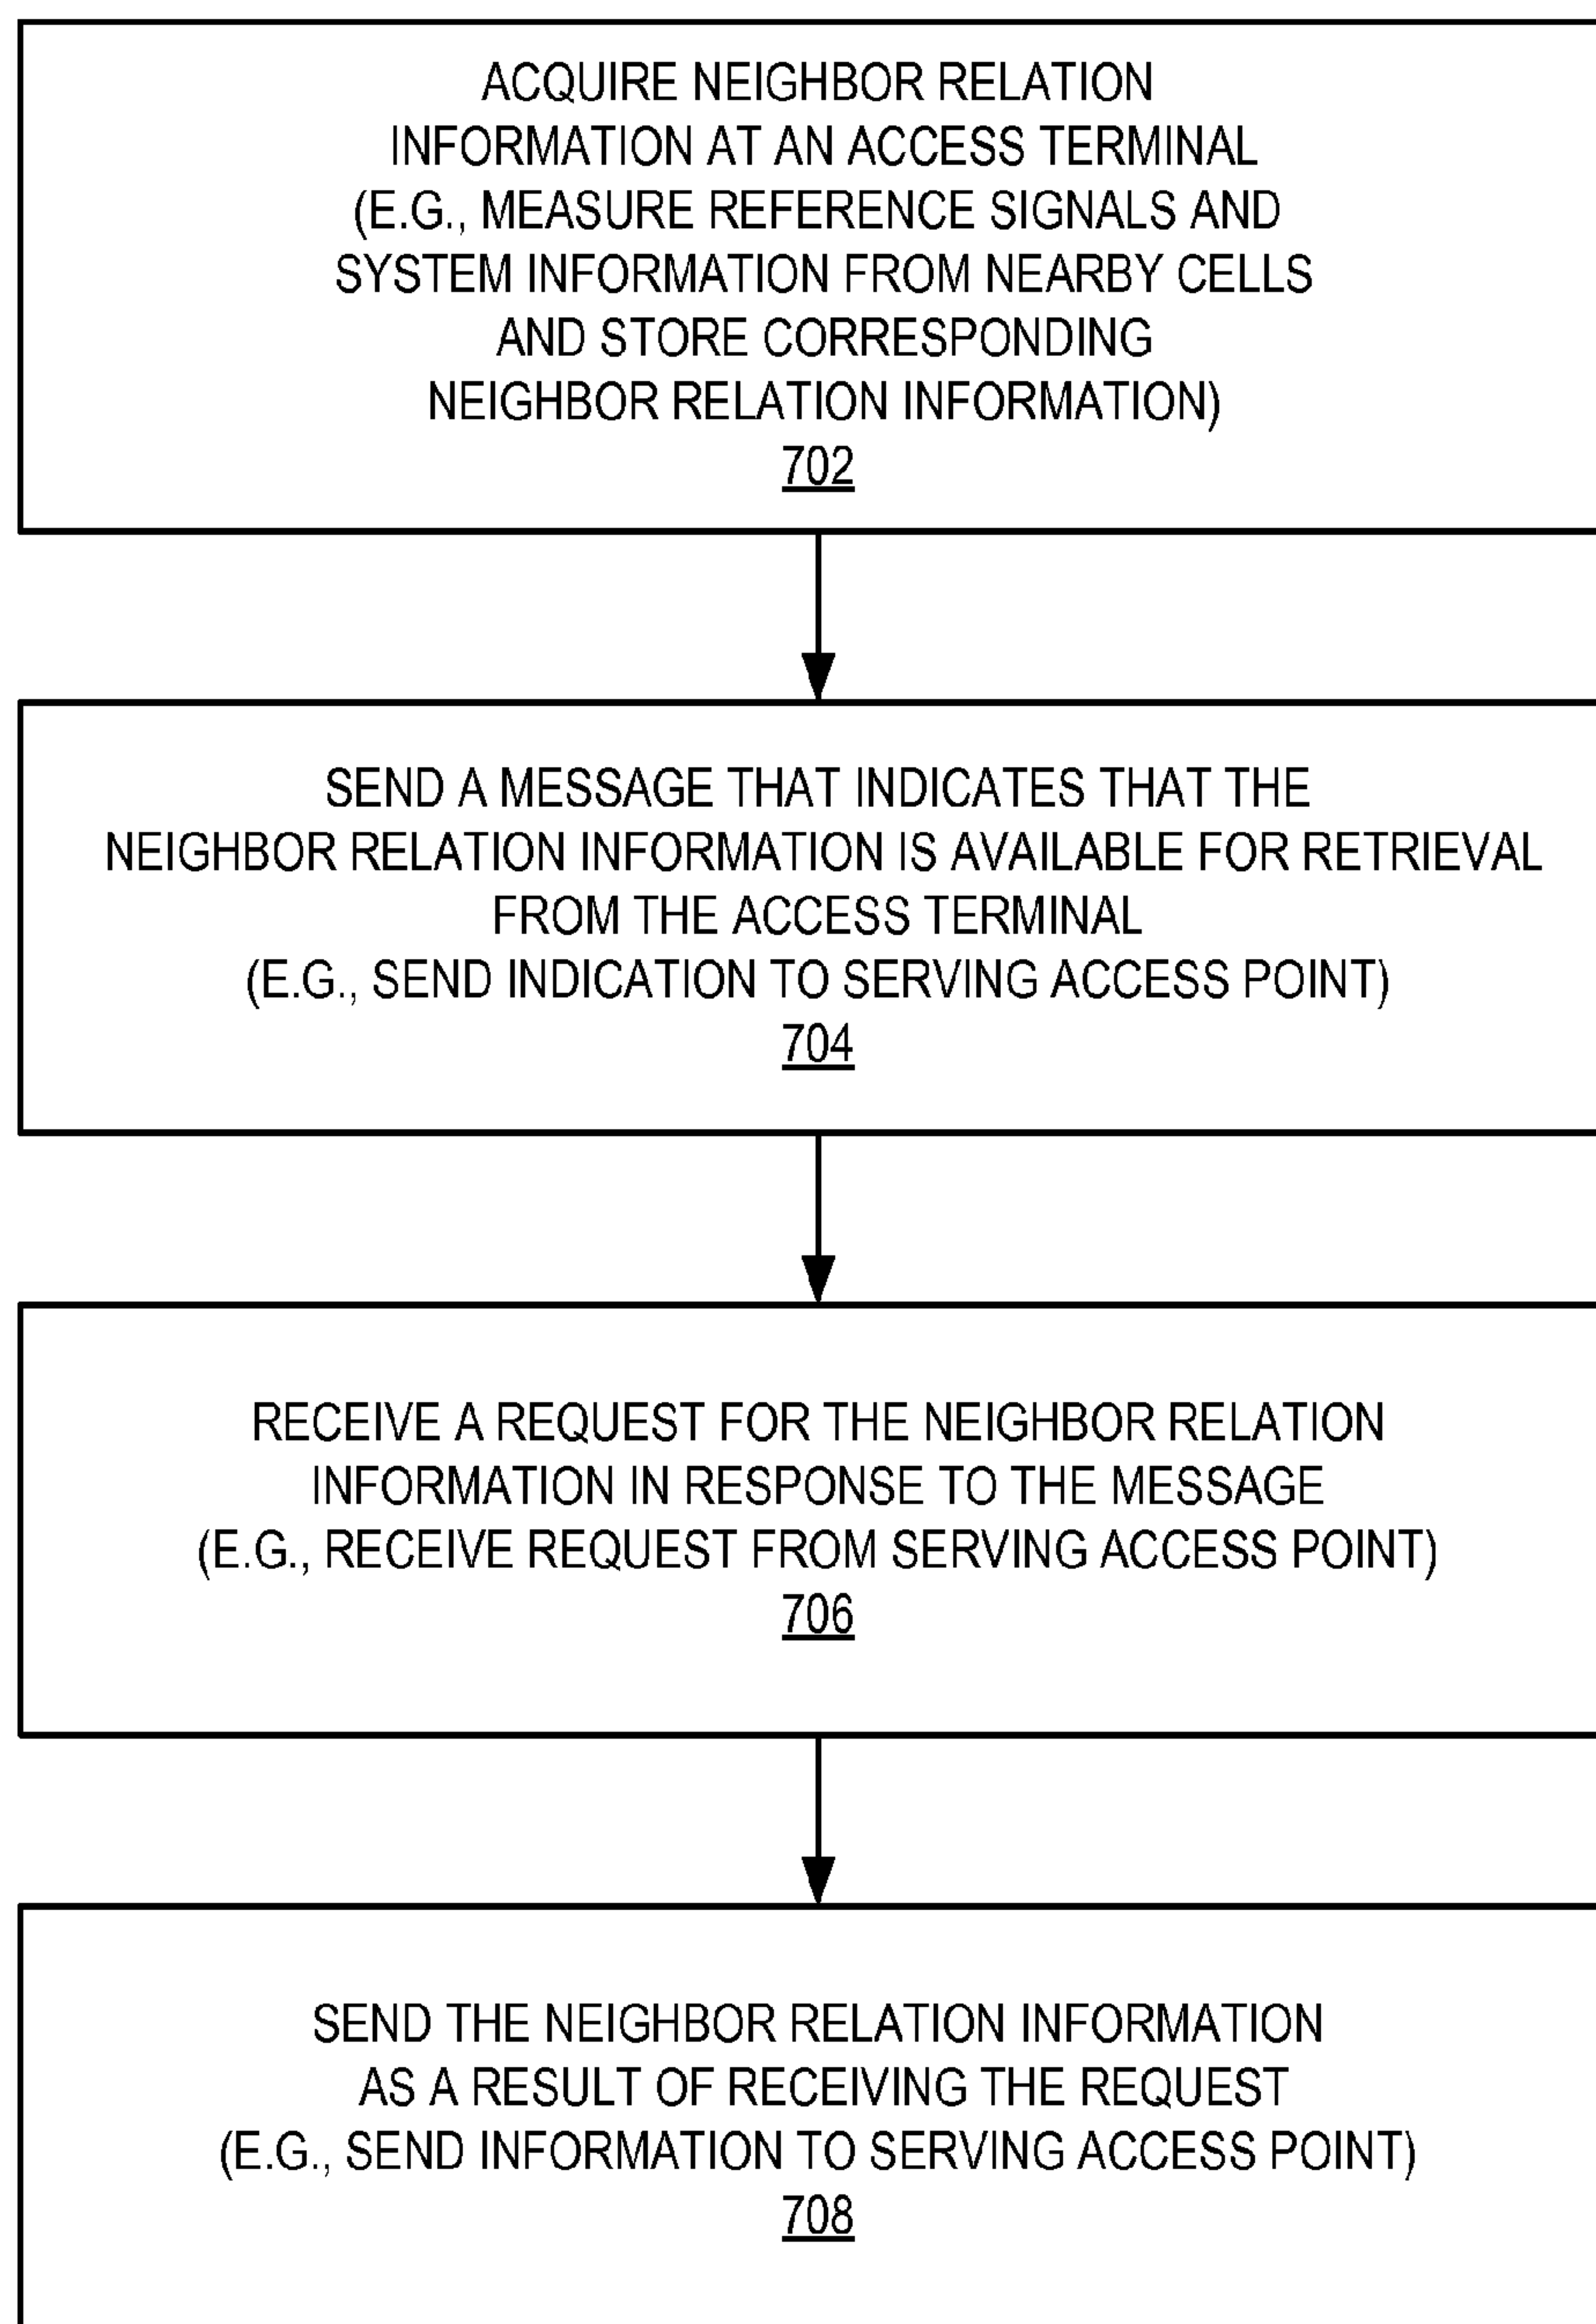 ACQUIRE NEIGHBOR RELATION
INFORMATION AT AN ACCESS TERMINAL
(E.G., MEASURE REFERENCE SIGNALS AND
SYSTEM INFORMATION FROM NEARBY CELLS
AND STORE CORRESPONDING
NEIGHBOR RELATION INFORMATION)
702
SEND A MESSAGE THAT INDICATES THAT THE
NEIGHBOR RELATION INFORMATION IS AVAILABLE FOR RETRIEVAL
FROM THE ACCESS TERMINAL
(E.G., SEND INDICATION TO SERVING ACCESS POINT)
704
RECEIVE A REQUEST FOR THE NEIGHBOR RELATION
INFORMATION IN RESPONSE TO THE MESSAGE
(E.G., RECEIVE REQUEST FROM SERVING ACCESS POINT)
706
SEND THE NEIGHBOR RELATION INFORMATION
AS A RESULT OF RECEIVING THE REQUEST
(E.G., SEND INFORMATION TO SERVING ACCESS POINT)
708